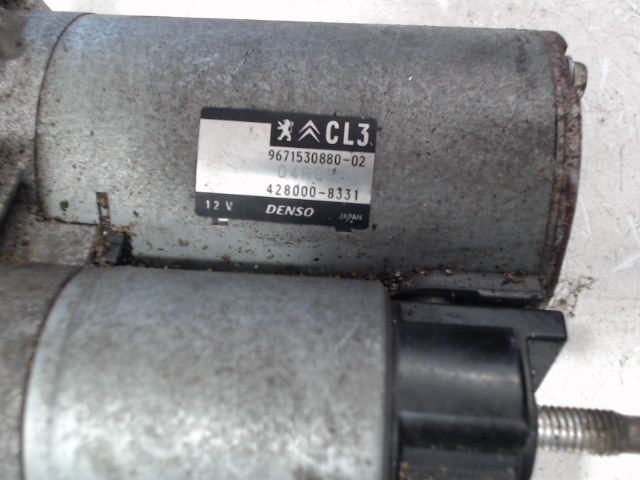 CL3
9671530880-02
428000-8331
12 V DENSO JAPAN